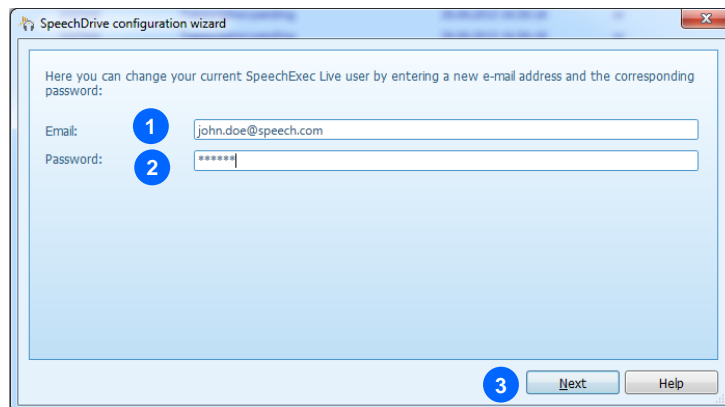 SpeechDrive configuration wizard
Here you can change your current SpeechExec Live user by entering a new e-mail address and the corresponding
password:
Email: 1 john.doe@speech.com
Password: 2 ******
3 Next Help